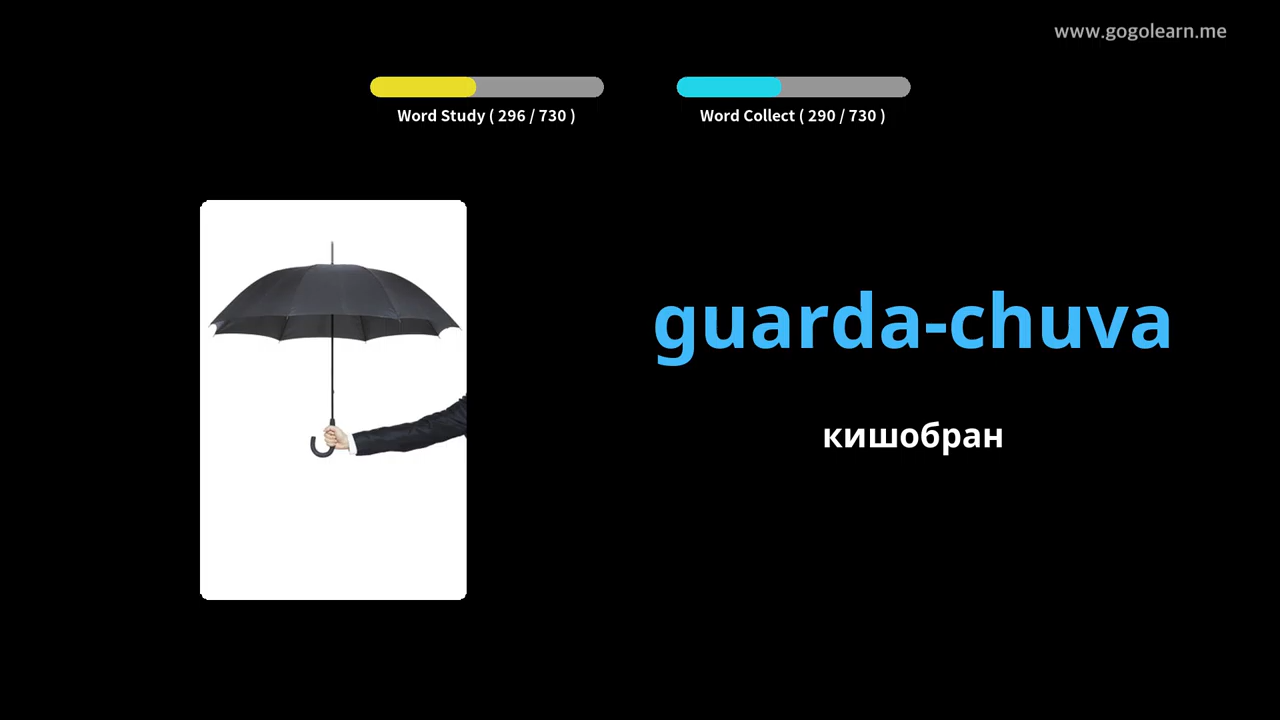 www.gogolearn.me
Word Study ( 296 / 730 )
Word Collect ( 290 / 730 )
guarda-chuva
кишобран